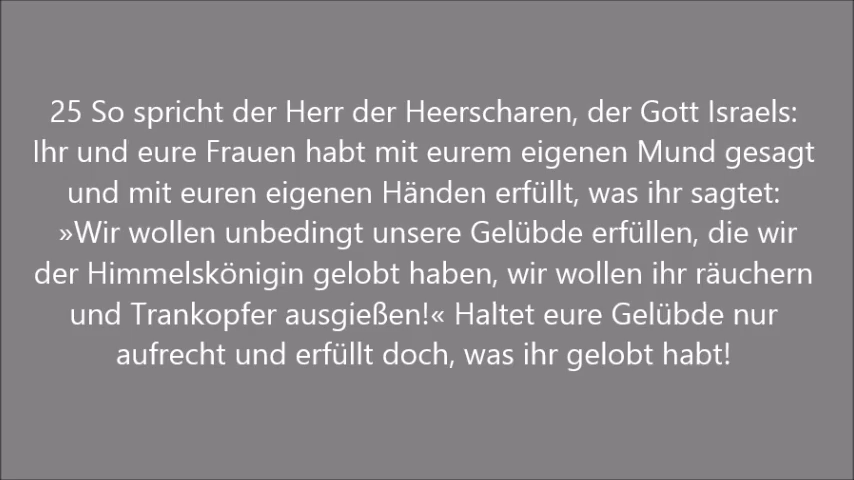 25 So spricht der Herr der Heerscharen, der Gott Israels:
Ihr und eure Frauen habt mit eurem eigenen Mund gesagt
und mit euren eigenen Händen erfüllt, was ihr sagtet:
»Wir wollen unbedingt unsere Gelübde erfüllen, die wir
der Himmelskönigin gelobt haben, wir wollen ihr räuchern
und Trankopfer ausgießen!« Haltet eure Gelübde nur
aufrecht und erfüllt doch, was ihr gelobt habt!